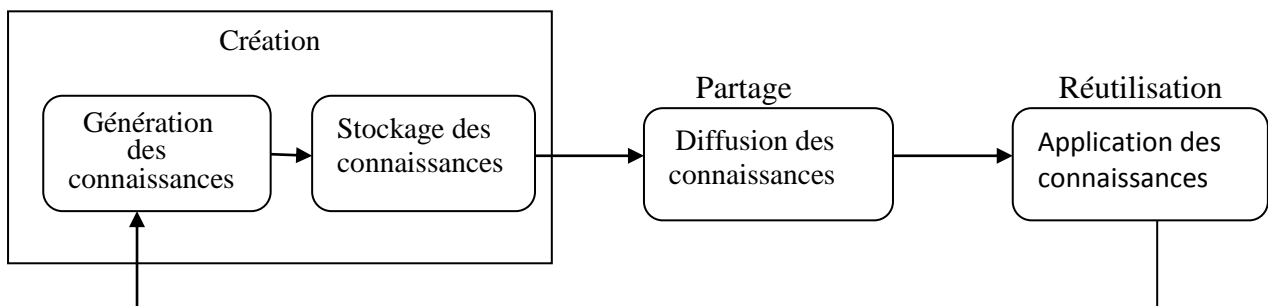 Création
Génération
des
connaissances
Stockage des
connaissances
Partage
Diffusion des
connaissances
Réutilisation
Application des
connaissances